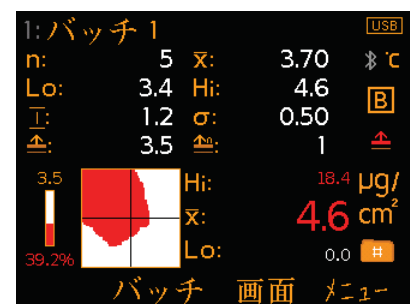 1:バッチ 1 USB
n: 5 x̅: 3.70 °C
Lo: 3.4 Hi: 4.6 B
I̅: 1.2 σ: 0.50
3.5 : 1
3.5 Hi: 18.4 µg/
x̅: 4.6 cm²
39.2% Lo: 0.0 #
バッチ 画面 メニュー